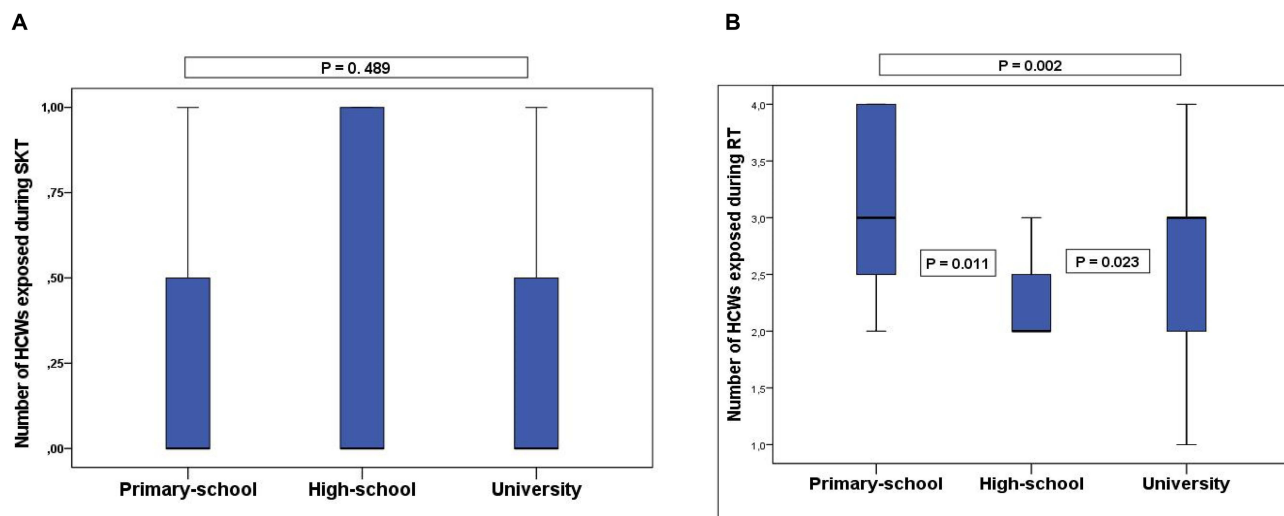 A
P = 0. 489
Number of HCWs exposed during SKT
1,00
,75
,50
,25
,00
Primary-school High-school University
B
P = 0.002
Number of HCWs exposed during RT
4,0
3,5
3,0
2,5
2,0
1,5
1,0
P = 0.011
P = 0.023
Primary-school High-school University